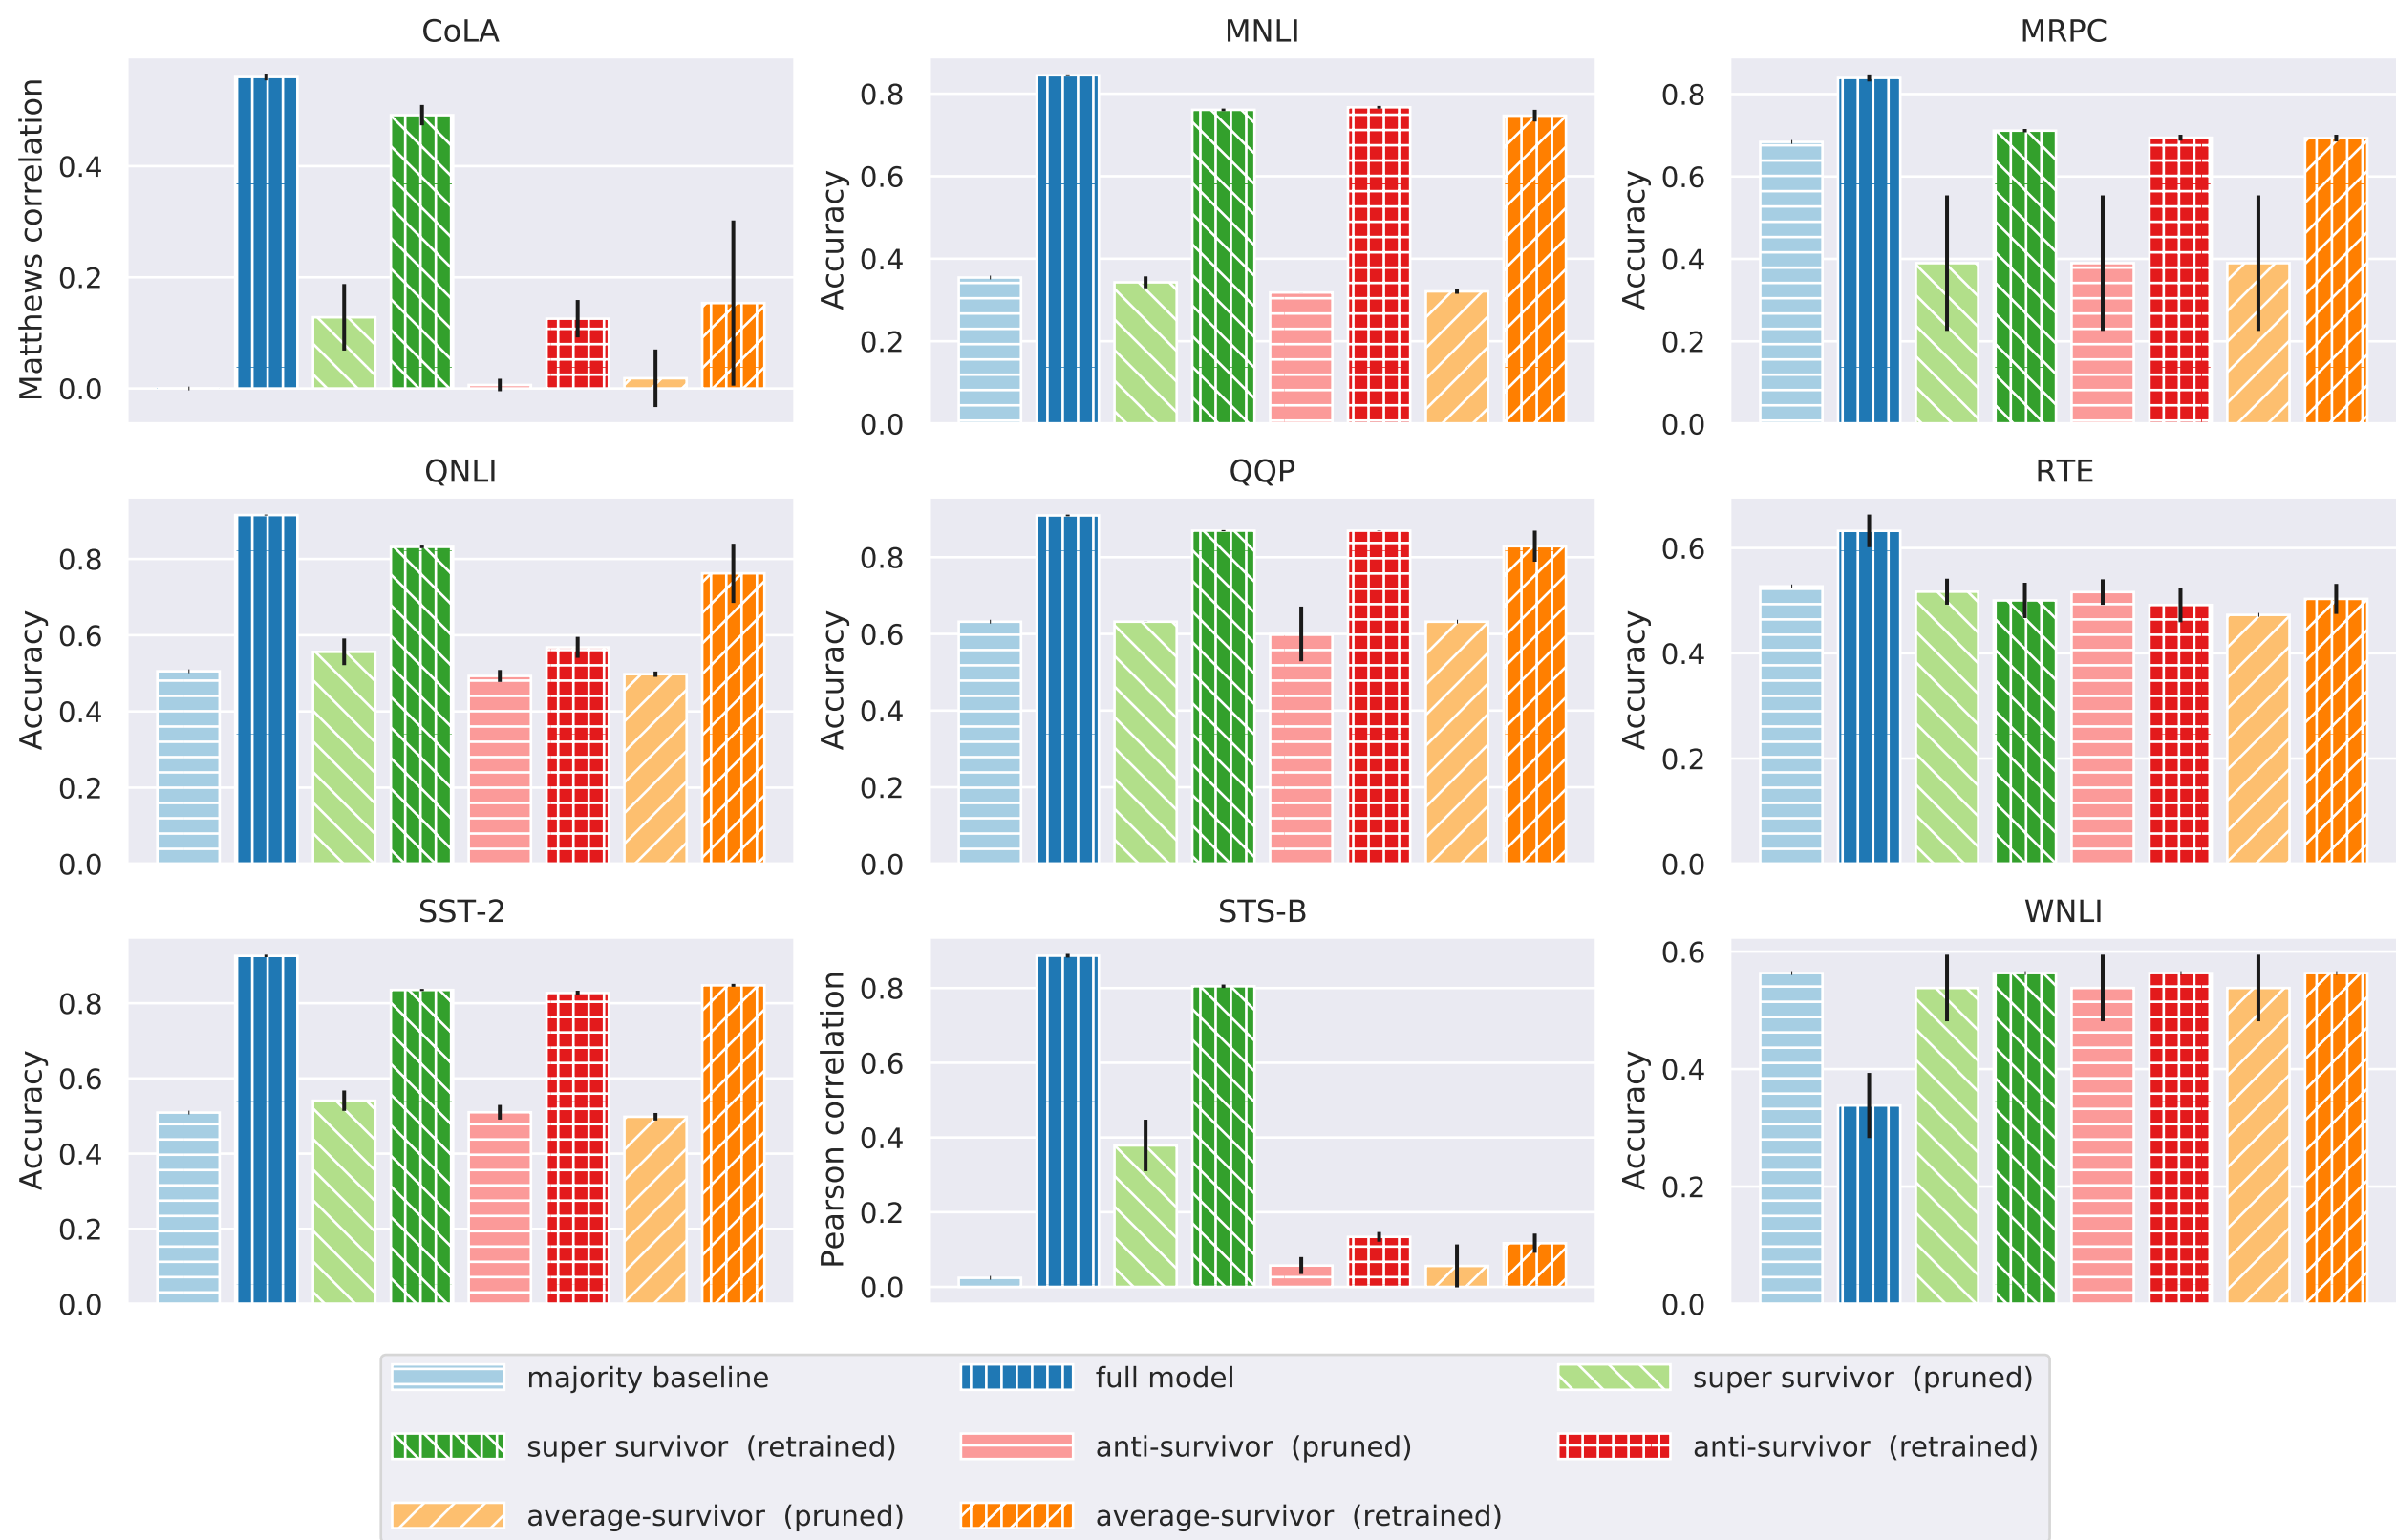 CoLA
Matthews correlation
0.4
0.2
0.0
MNLI
Accuracy
0.8
0.6
0.4
0.2
0.0
MRPC
Accuracy
0.8
0.6
0.4
0.2
0.0
QNLI
Accuracy
0.8
0.6
0.4
0.2
0.0
QQP
Accuracy
0.8
0.6
0.4
0.2
0.0
RTE
Accuracy
0.6
0.4
0.2
0.0
SST-2
Accuracy
0.8
0.6
0.4
0.2
0.0
STS-B
Pearson correlation
0.8
0.6
0.4
0.2
0.0
WNLI
Accuracy
0.6
0.4
0.2
0.0
majority baseline
full model
super survivor (pruned)
super survivor (retrained)
anti-survivor (pruned)
anti-survivor (retrained)
average-survivor (pruned)
average-survivor (retrained)